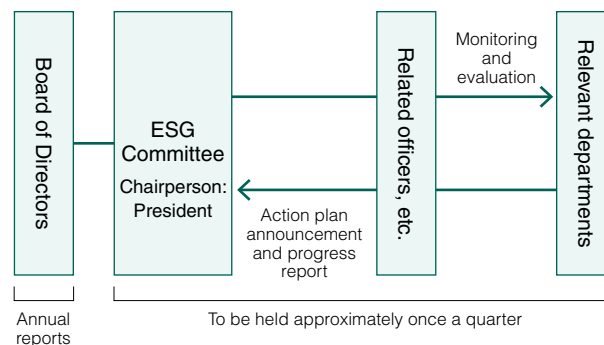 Board of Directors
ESG
Committee
Chairperson:
President
Related officers, etc.
Monitoring
and
evaluation
Relevant departments
Action plan
announcement
and progress
report
Annual
reports
To be held approximately once a quarter